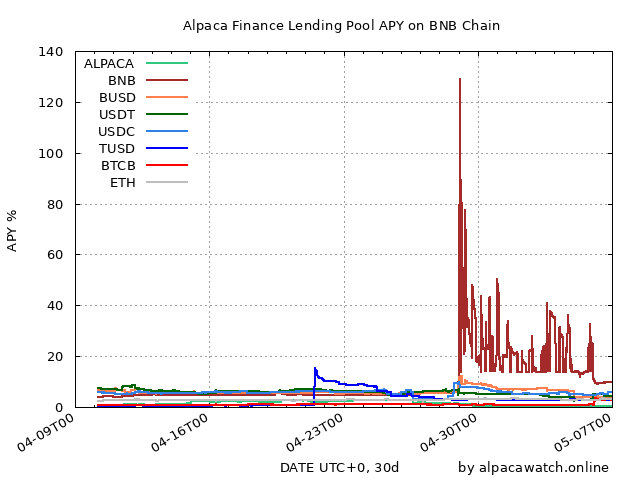 Alpaca Finance Lending Pool APY on BNB Chain
140
120
100
80
60
40
20
0
APY %
ALPACA
BNB
BUSD
USDT
USDC
TUSD
BTCB
ETH
04-09T00
04-16T00
04-23T00
04-30T00
05-07T00
DATE UTC+0, 30d
by alpacawatch.online